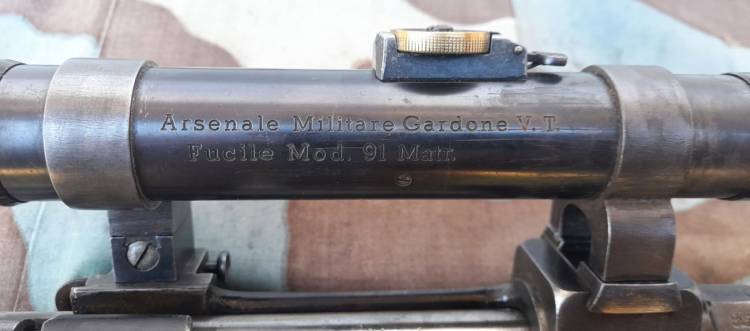 Arsenale Militare Gardone V. T.
Fucile Mod. 91 Matr.